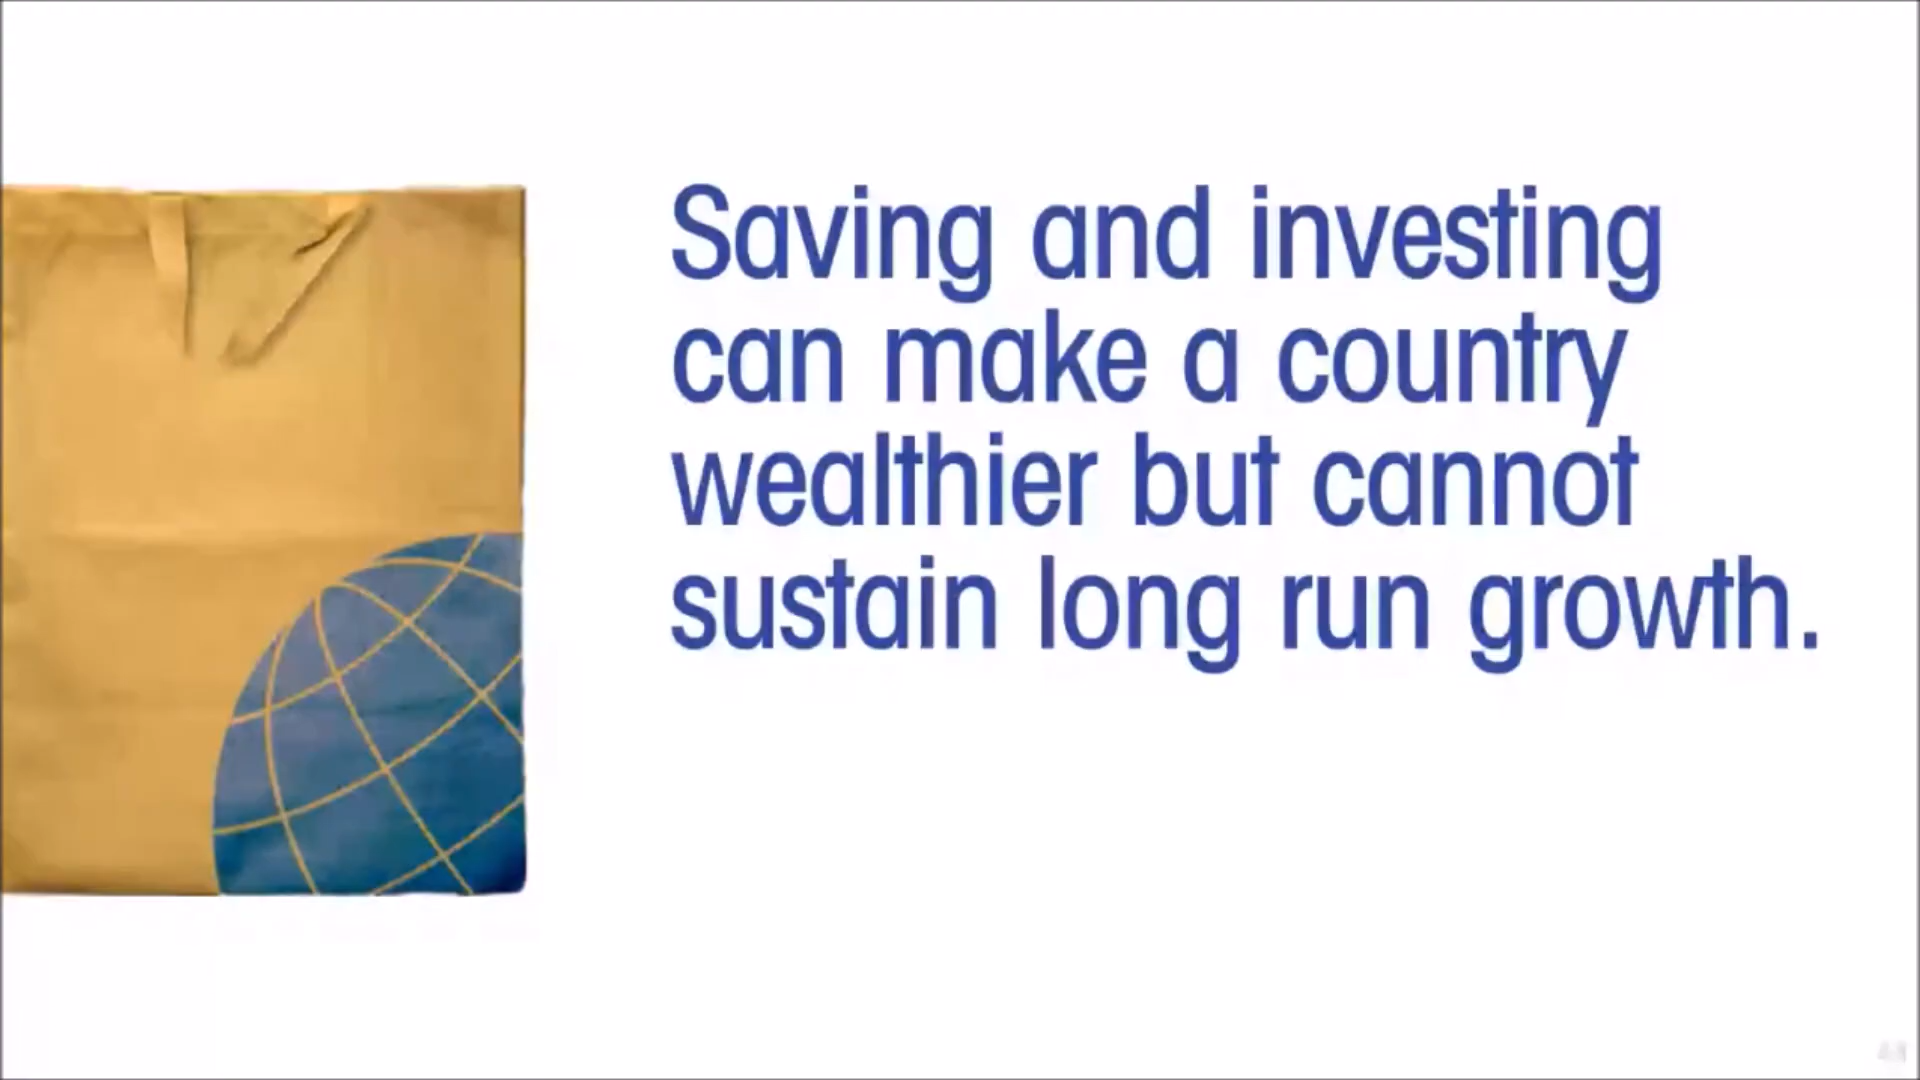 Saving and investing
can make a country
wealthier but cannot
sustain long run growth.